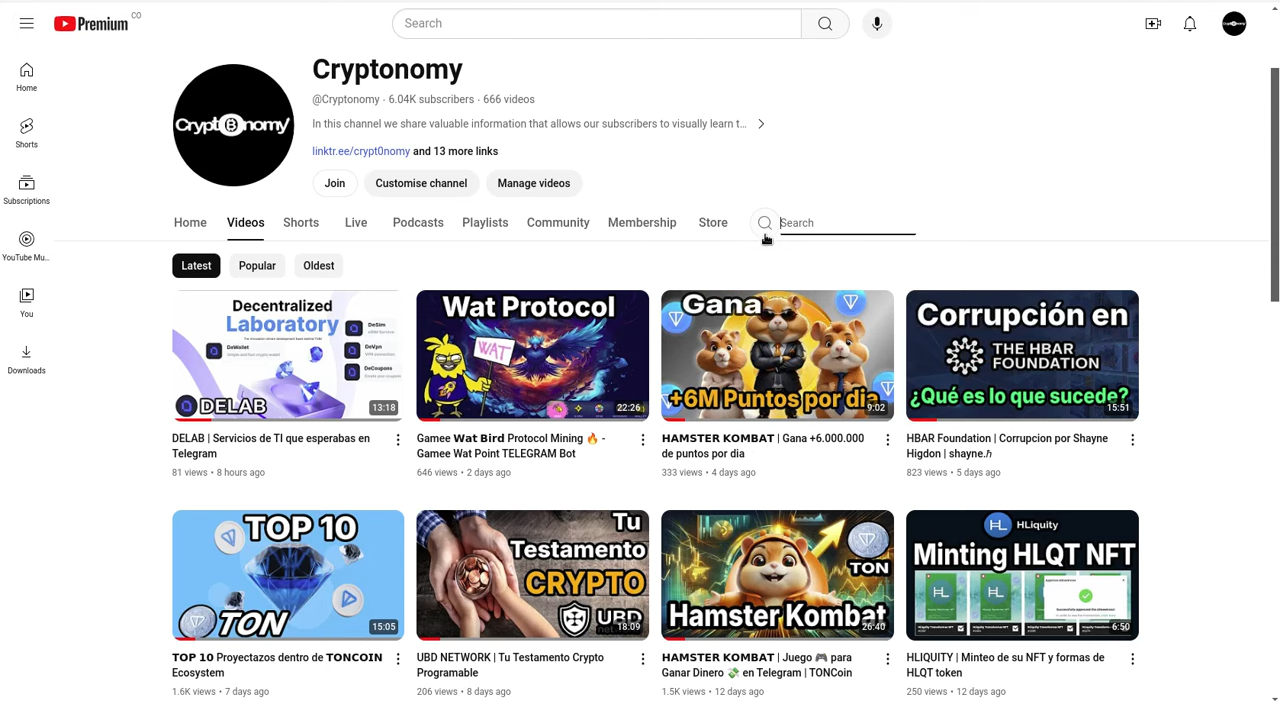 Premium CO
Search
Home
Shorts
Subscriptions
YouTube Mu...
You
Downloads
Crypt₿nomy
Cryptonomy
@Cryptonomy · 6.04K subscribers · 666 videos
In this channel we share valuable information that allows our subscribers to visually learn t...
linktr.ee/crypt0nomy and 13 more links
Join
Customise channel
Manage videos
Home Videos Shorts Live Podcasts Playlists Community Membership Store Search
Latest Popular Oldest
Decentralized
Laboratory
DeWallet
DeSim
DeVpn
DeCoupons
DELAB
13:18
DELAB | Servicios de TI que esperabas en
Telegram
81 views · 8 hours ago
Wat Protocol
WAT
22:26
Gamee Wat Bird Protocol Mining 🔥 -
Gamee Wat Point TELEGRAM Bot
646 views · 2 days ago
Gana
+6M Puntos por dia
9:02
HAMSTER KOMBAT | Gana +6.000.000
de puntos por dia
333 views · 4 days ago
Corrupción en
THE HBAR
FOUNDATION
¿Qué es lo que sucede?
15:51
HBAR Foundation | Corrupcion por Shayne
Higdon | shayne.ℏ
823 views · 5 days ago
TOP 10
TON
15:05
TOP 10 Proyectazos dentro de TONCOIN
Ecosystem
1.6K views · 7 days ago
Tu
Testamento
CRYPTO
UBD
18:09
UBD NETWORK | Tu Testamento Crypto
Programable
206 views · 8 days ago
TON
Hamster Kombat
26:40
HAMSTER KOMBAT | Juego 🎮 para
Ganar Dinero 💸 en Telegram | TONCoin
1.5K views · 12 days ago
HL HLiquity
Minting HLQT NFT
HL
6:50
HLIQUITY | Minteo de su NFT y formas de
HLQT token
250 views · 12 days ago